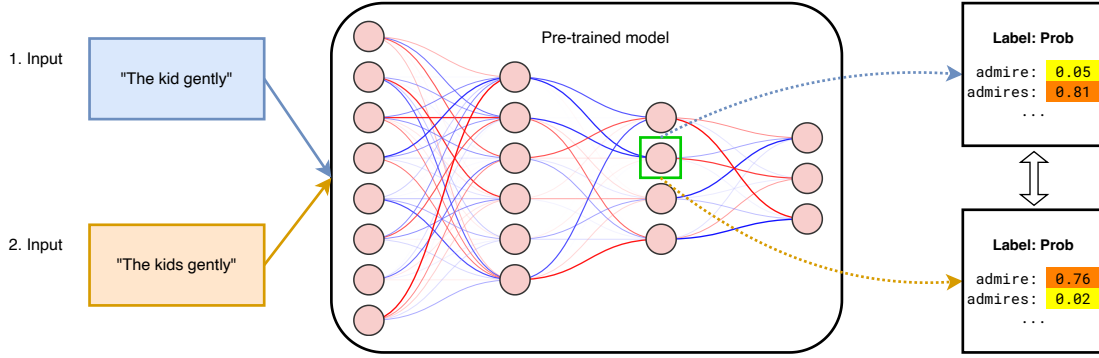 1. Input
"The kid gently"
2. Input
"The kids gently"
Pre-trained model
Label: Prob
admire: 0.05
admires: 0.81
...
Label: Prob
admire: 0.76
admires: 0.02
...